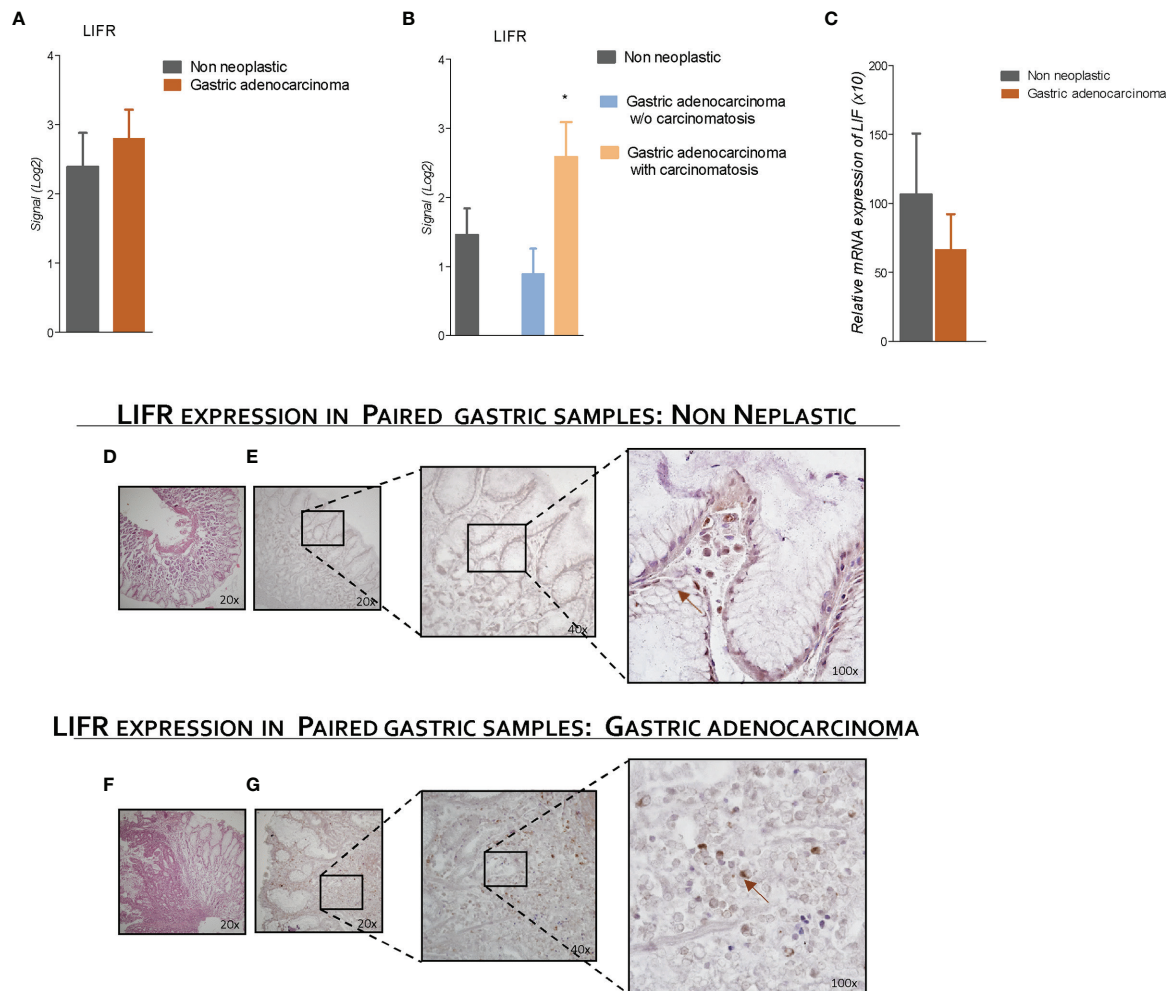 A
LIFR
4
3
2
1
0
Signal (Log2)
Non neoplastic
Gastric adenocarcinoma
B
LIFR
4
3
2
1
0
Signal (Log2)
*
Non neoplastic
Gastric adenocarcinoma
w/o carcinomatosis
Gastric adenocarcinoma
with carcinomatosis
C
200
150
100
50
0
Relative mRNA expression of LIF (x10)
Non neoplastic
Gastric adenocarcinoma
LIFR EXPRESSION IN PAIRED GASTRIC SAMPLES: NON NEPLASTIC
D
20x
E
20x
40x
100x
LIFR EXPRESSION IN PAIRED GASTRIC SAMPLES: GASTRIC ADENOCARCINOMA
F
20x
G
20x
40x
100x